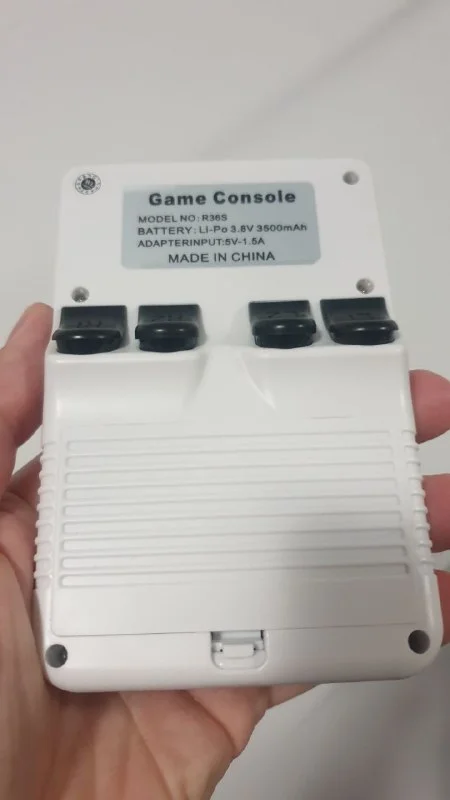 Game Console
MODEL NO: R36S
BATTERY: Li-Po 3.8V 3500mAh
ADAPTERINPUT:5V-1.5A
MADE IN CHINA